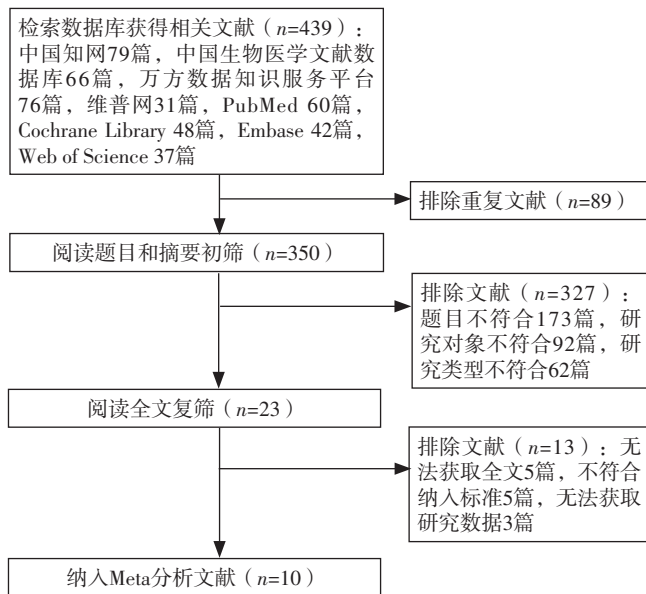 检索数据库获得相关文献（n=439）：
中国知网79篇，中国生物医学文献数
据库66篇，万方数据知识服务平台
76篇，维普网31篇，PubMed 60篇，
Cochrane Library 48篇，Embase 42篇，
Web of Science 37篇
排除重复文献（n=89）
阅读题目和摘要初筛（n=350）
排除文献（n=327）：
题目不符合173篇，研
究对象不符合92篇，研
究类型不符合62篇
阅读全文复筛（n=23）
排除文献（n=13）：无
法获取全文5篇，不符合
纳入标准5篇，无法获取
研究数据3篇
纳入Meta分析文献（n=10）